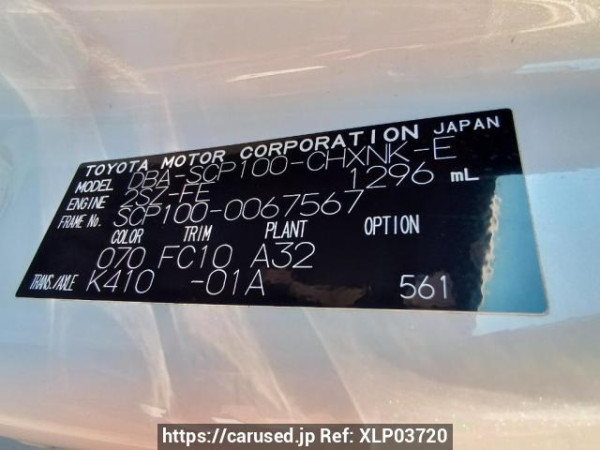 TOYOTA MOTOR CORPORATION JAPAN
MODEL DBA-SCP100-CHXNK-E
ENGINE 2SZ-FE 1296 mL
FRAME No. SCP100-0067567
COLOR TRIM PLANT OPTION
070 FC10 A32
TRANS./AXLE K410 -01A 561
https://carused.jp Ref: XLP03720